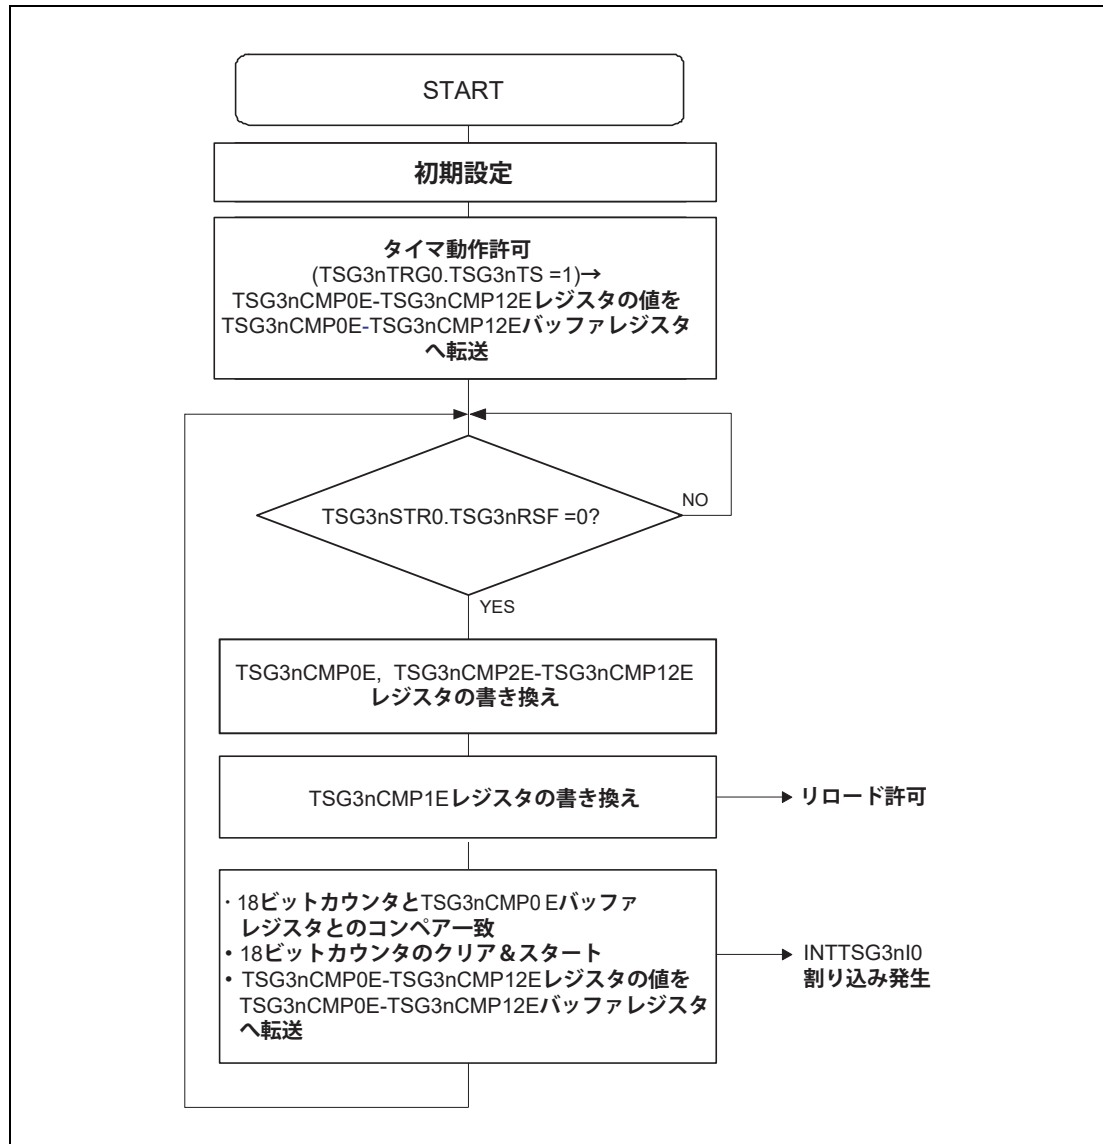 START
初期設定
タイマ動作許可
(TSG3nTRG0.TSG3nTS =1)→
TSG3nCMP0E-TSG3nCMP12Eレジスタの値を
TSG3nCMP0E-TSG3nCMP12Eバッファレジスタ
へ転送
TSG3nSTR0.TSG3nRSF =0?
NO
YES
TSG3nCMP0E, TSG3nCMP2E-TSG3nCMP12E
レジスタの書き換え
TSG3nCMP1Eレジスタの書き換え
リロード許可
・18ビットカウンタとTSG3nCMP0 Eバッファ
レジスタとのコンペア一致
• 18ビットカウンタのクリア＆スタート
• TSG3nCMP0E-TSG3nCMP12Eレジスタの値を
TSG3nCMP0E-TSG3nCMP12Eバッファレジスタ
へ転送
INTTSG3nI0
割り込み発生